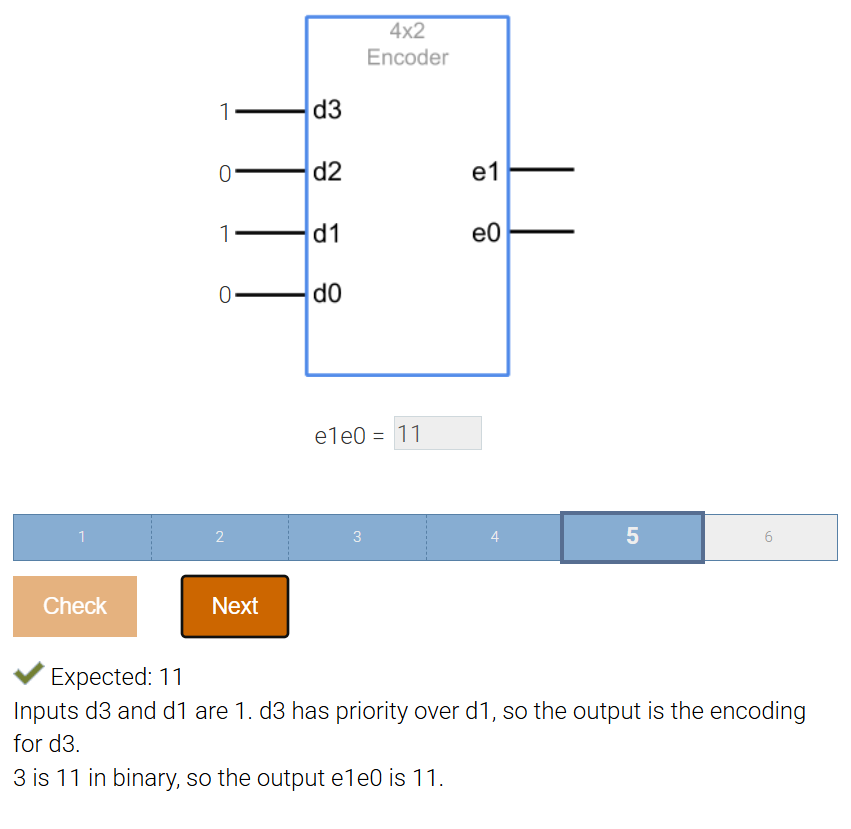 4x2
Encoder
1 d3
0 d2 e1
1 d1 e0
0 d0
e1e0 = 11
1 2 3 4 5 6
Check Next
Expected: 11
Inputs d3 and d1 are 1. d3 has priority over d1, so the output is the encoding
for d3.
3 is 11 in binary, so the output e1e0 is 11.